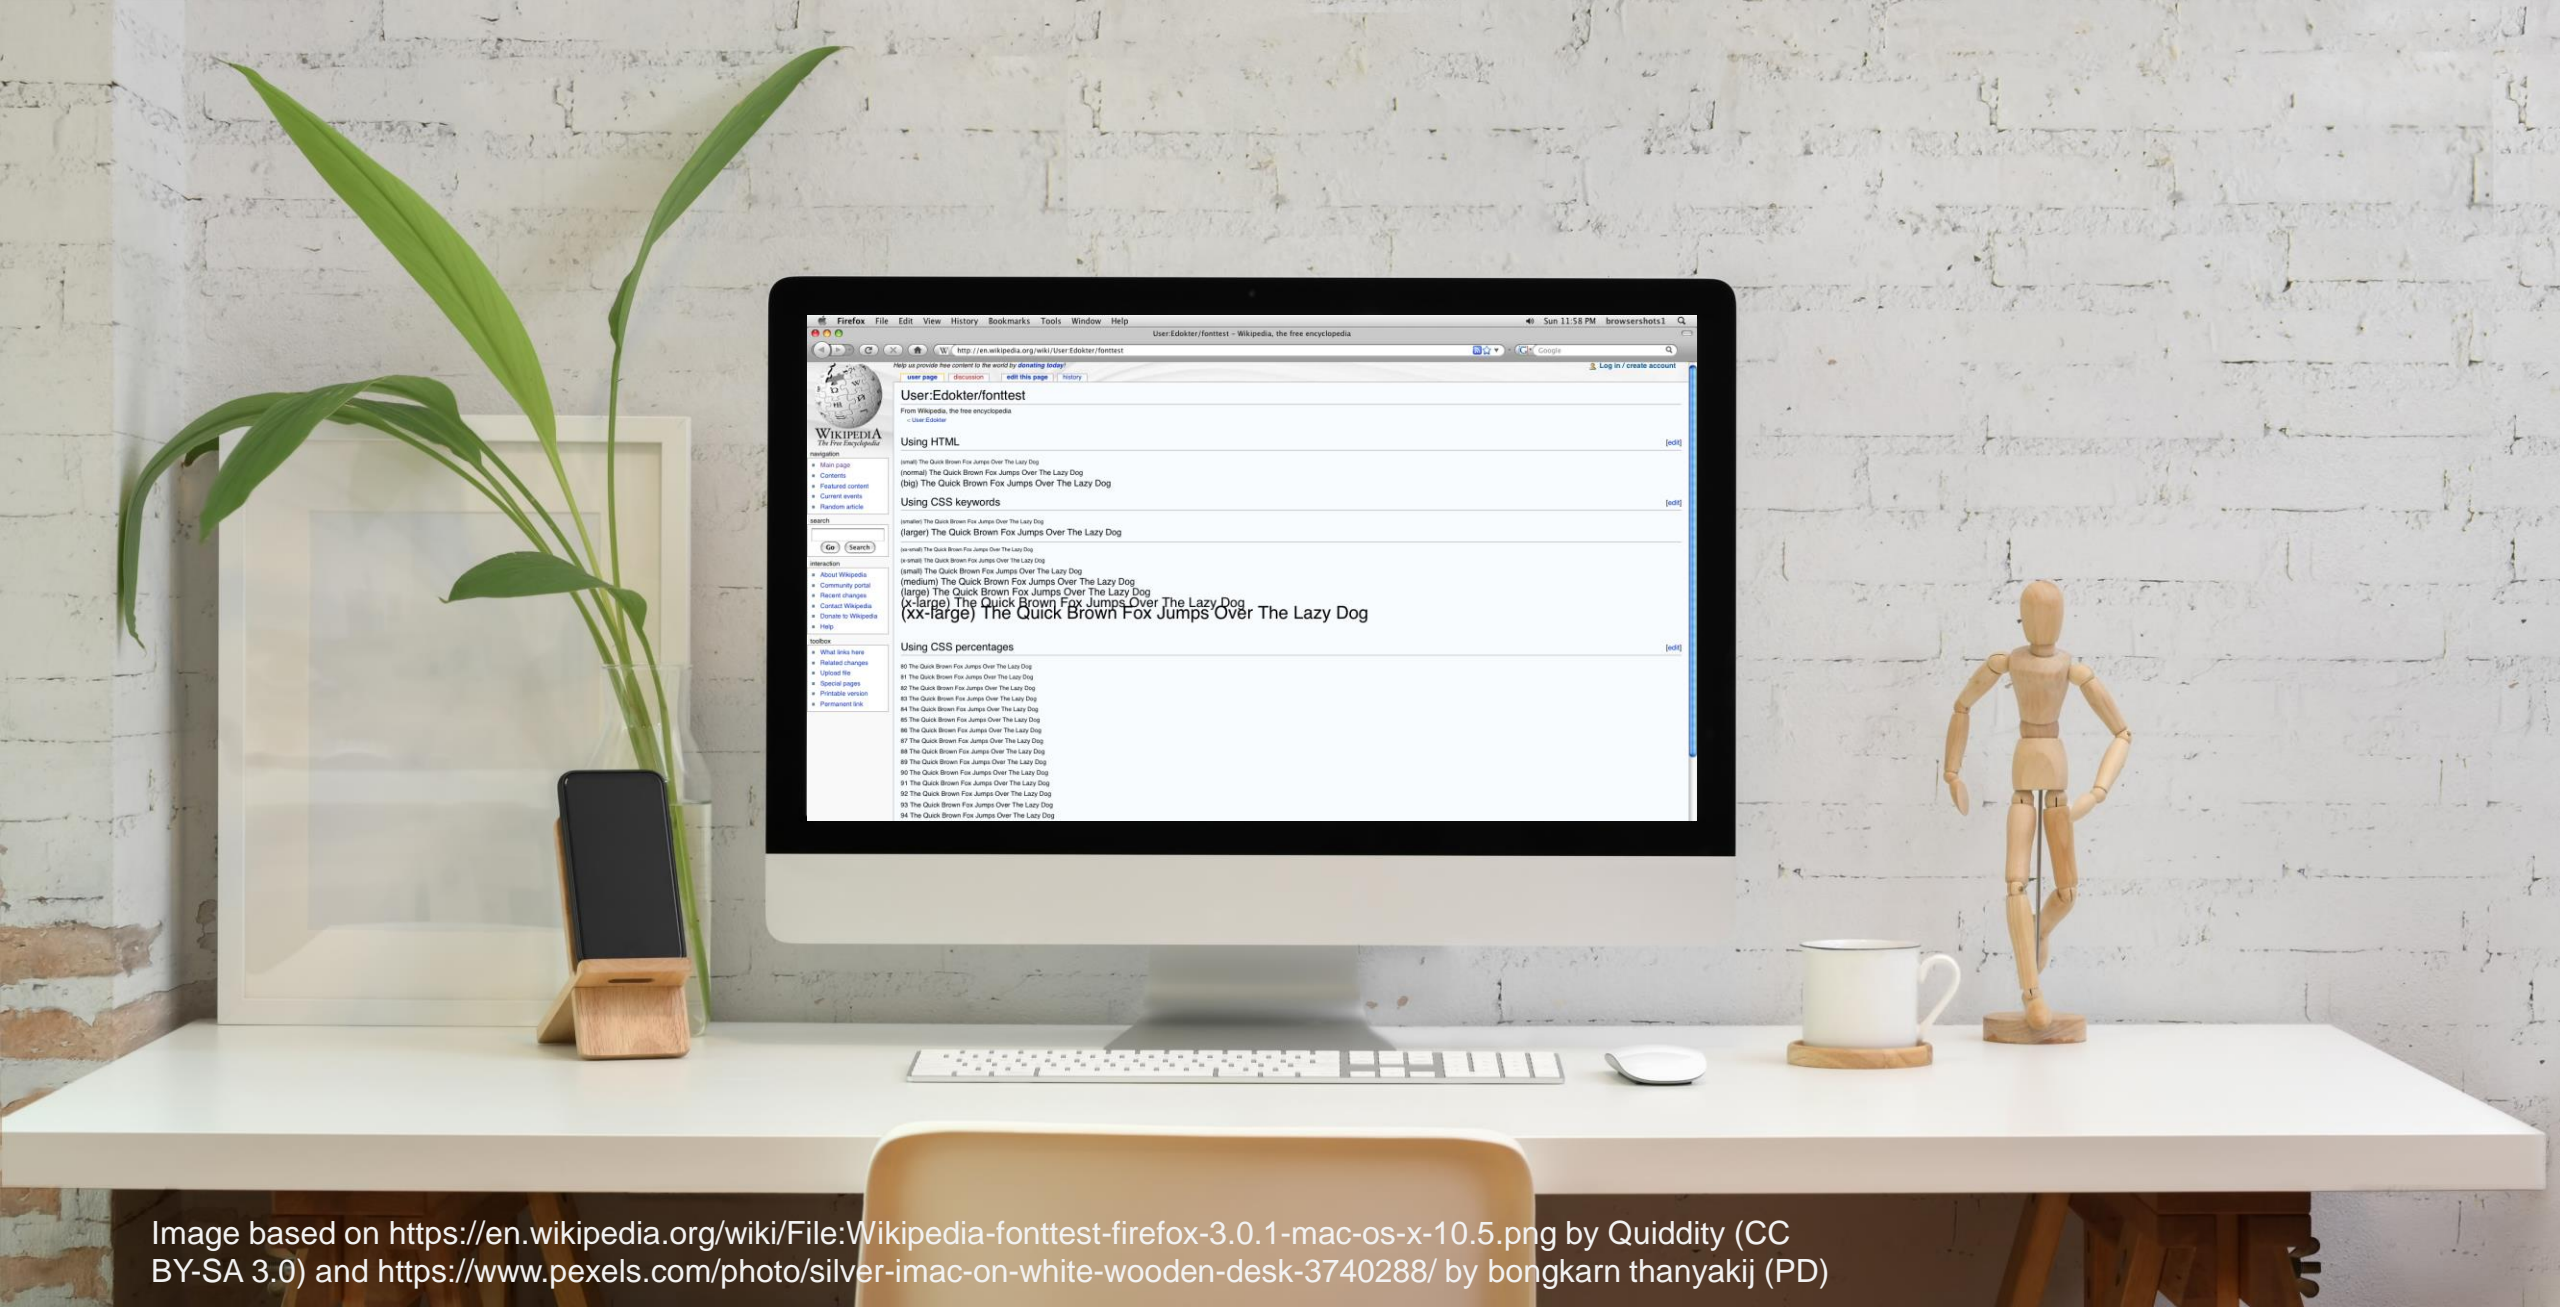 Firefox File Edit View History Bookmarks Tools Window Help Sun 11:58 PM browsershots1
User:Edokter/fonttest – Wikipedia, the free encyclopedia
http://en.wikipedia.org/wiki/User:Edokter/fonttest Google
Help us provide free content to the world by donating today! Log in / create account
user page discussion edit this page history
WIKIPEDIA
The Free Encyclopedia
navigation
Main page
Contents
Featured content
Current events
Random article
search
Go Search
interaction
About Wikipedia
Community portal
Recent changes
Contact Wikipedia
Donate to Wikipedia
Help
toolbox
What links here
Related changes
Upload file
Special pages
Printable version
Permanent link
User:Edokter/fonttest
From Wikipedia, the free encyclopedia
< User:Edokter
Using HTML [edit]
(small) The Quick Brown Fox Jumps Over The Lazy Dog
(normal) The Quick Brown Fox Jumps Over The Lazy Dog
(big) The Quick Brown Fox Jumps Over The Lazy Dog
Using CSS keywords [edit]
(smaller) The Quick Brown Fox Jumps Over The Lazy Dog
(larger) The Quick Brown Fox Jumps Over The Lazy Dog
(xx-small) The Quick Brown Fox Jumps Over The Lazy Dog
(x-small) The Quick Brown Fox Jumps Over The Lazy Dog
(small) The Quick Brown Fox Jumps Over The Lazy Dog
(medium) The Quick Brown Fox Jumps Over The Lazy Dog
(large) The Quick Brown Fox Jumps Over The Lazy Dog
(x-large) The Quick Brown Fox Jumps Over The Lazy Dog
(xx-large) The Quick Brown Fox Jumps Over The Lazy Dog
Using CSS percentages [edit]
80 The Quick Brown Fox Jumps Over The Lazy Dog
81 The Quick Brown Fox Jumps Over The Lazy Dog
82 The Quick Brown Fox Jumps Over The Lazy Dog
83 The Quick Brown Fox Jumps Over The Lazy Dog
84 The Quick Brown Fox Jumps Over The Lazy Dog
85 The Quick Brown Fox Jumps Over The Lazy Dog
86 The Quick Brown Fox Jumps Over The Lazy Dog
87 The Quick Brown Fox Jumps Over The Lazy Dog
88 The Quick Brown Fox Jumps Over The Lazy Dog
89 The Quick Brown Fox Jumps Over The Lazy Dog
90 The Quick Brown Fox Jumps Over The Lazy Dog
91 The Quick Brown Fox Jumps Over The Lazy Dog
92 The Quick Brown Fox Jumps Over The Lazy Dog
93 The Quick Brown Fox Jumps Over The Lazy Dog
94 The Quick Brown Fox Jumps Over The Lazy Dog
Image based on https://en.wikipedia.org/wiki/File:Wikipedia-fonttest-firefox-3.0.1-mac-os-x-10.5.png by Quiddity (CC
BY-SA 3.0) and https://www.pexels.com/photo/silver-imac-on-white-wooden-desk-3740288/ by bongkarn thanyakij (PD)